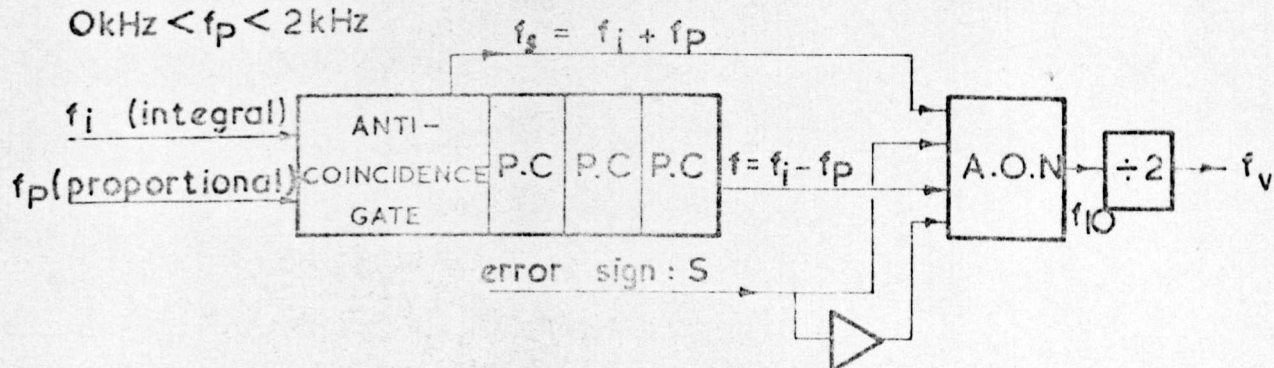 0kHz < fp < 2kHz
fs = fi + fp
fi (integral)
fp(proportional)
ANTI-
COINCIDENCE
GATE
P.C
P.C
P.C
f = fi - fp
A.O.N
f10
÷2
fv
error sign : S